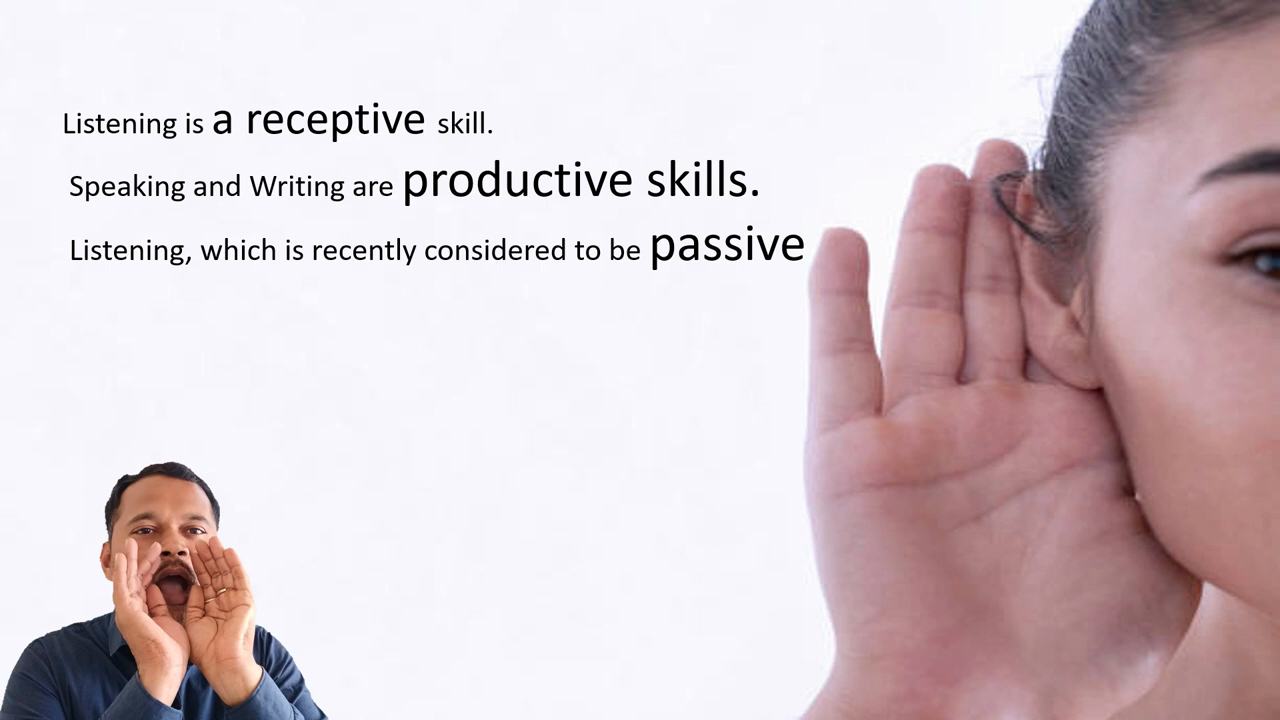 Listening is a receptive skill.
Speaking and Writing are productive skills.
Listening, which is recently considered to be passive